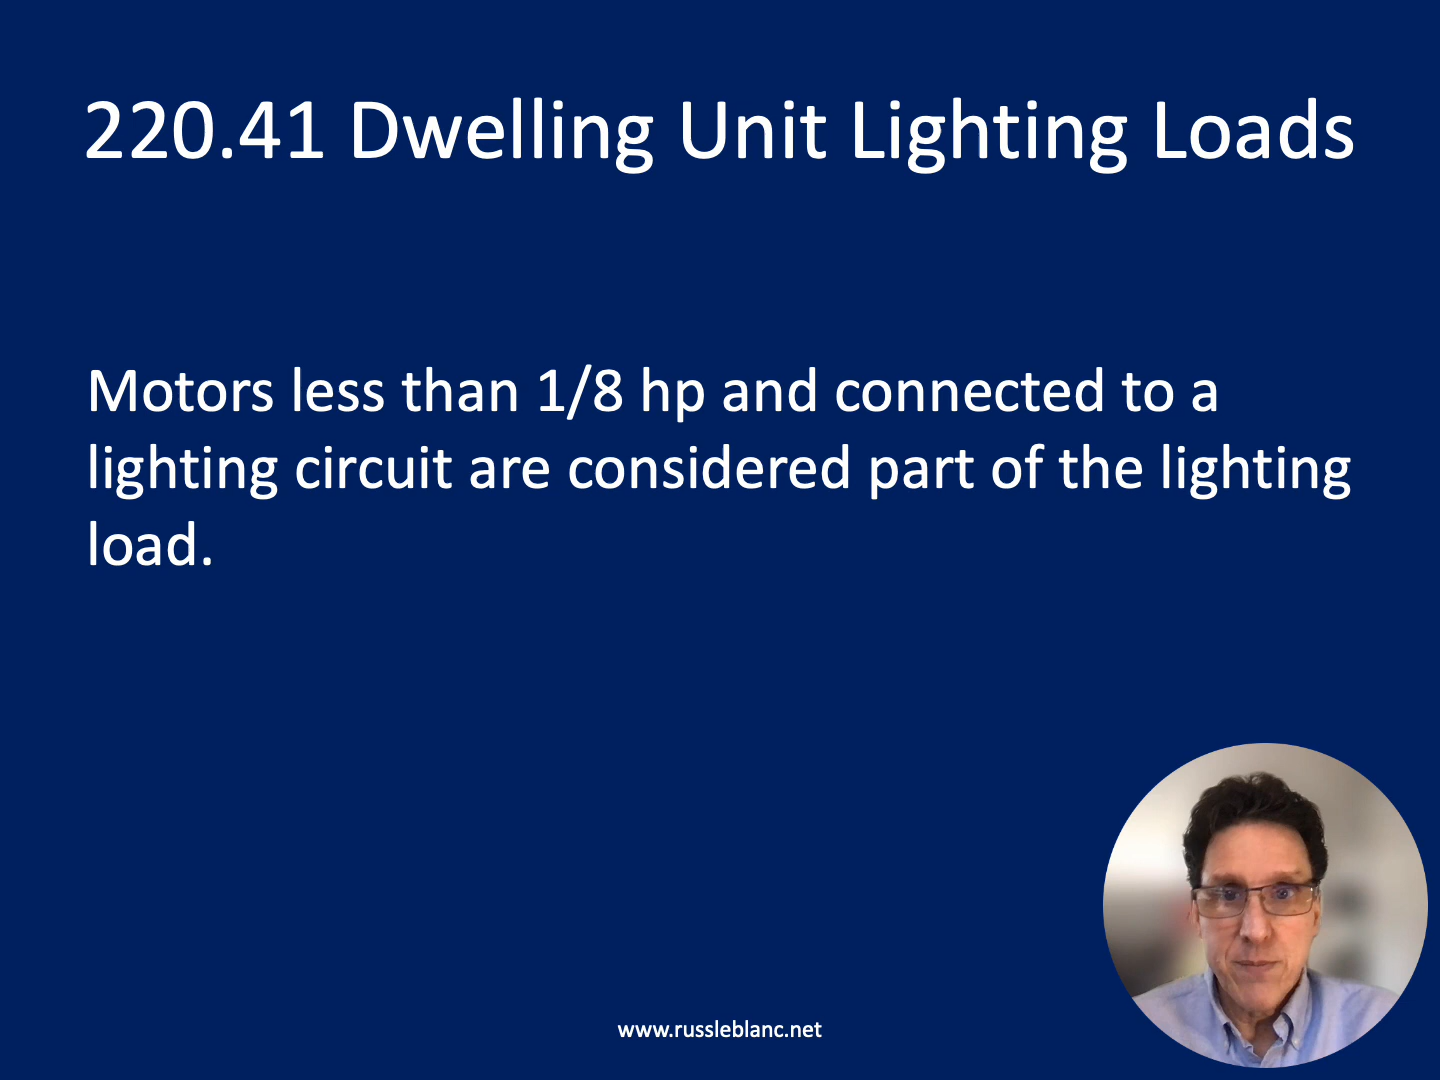 220.41 Dwelling Unit Lighting Loads
Motors less than 1/8 hp and connected to a
lighting circuit are considered part of the lighting
load.
www.russleblanc.net